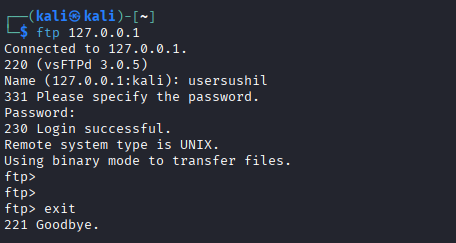 ┌──(kali㉿kali)-[~]
└─$ ftp 127.0.0.1
Connected to 127.0.0.1.
220 (vsFTPd 3.0.5)
Name (127.0.0.1:kali): usersushil
331 Please specify the password.
Password:
230 Login successful.
Remote system type is UNIX.
Using binary mode to transfer files.
ftp>
ftp>
ftp> exit
221 Goodbye.